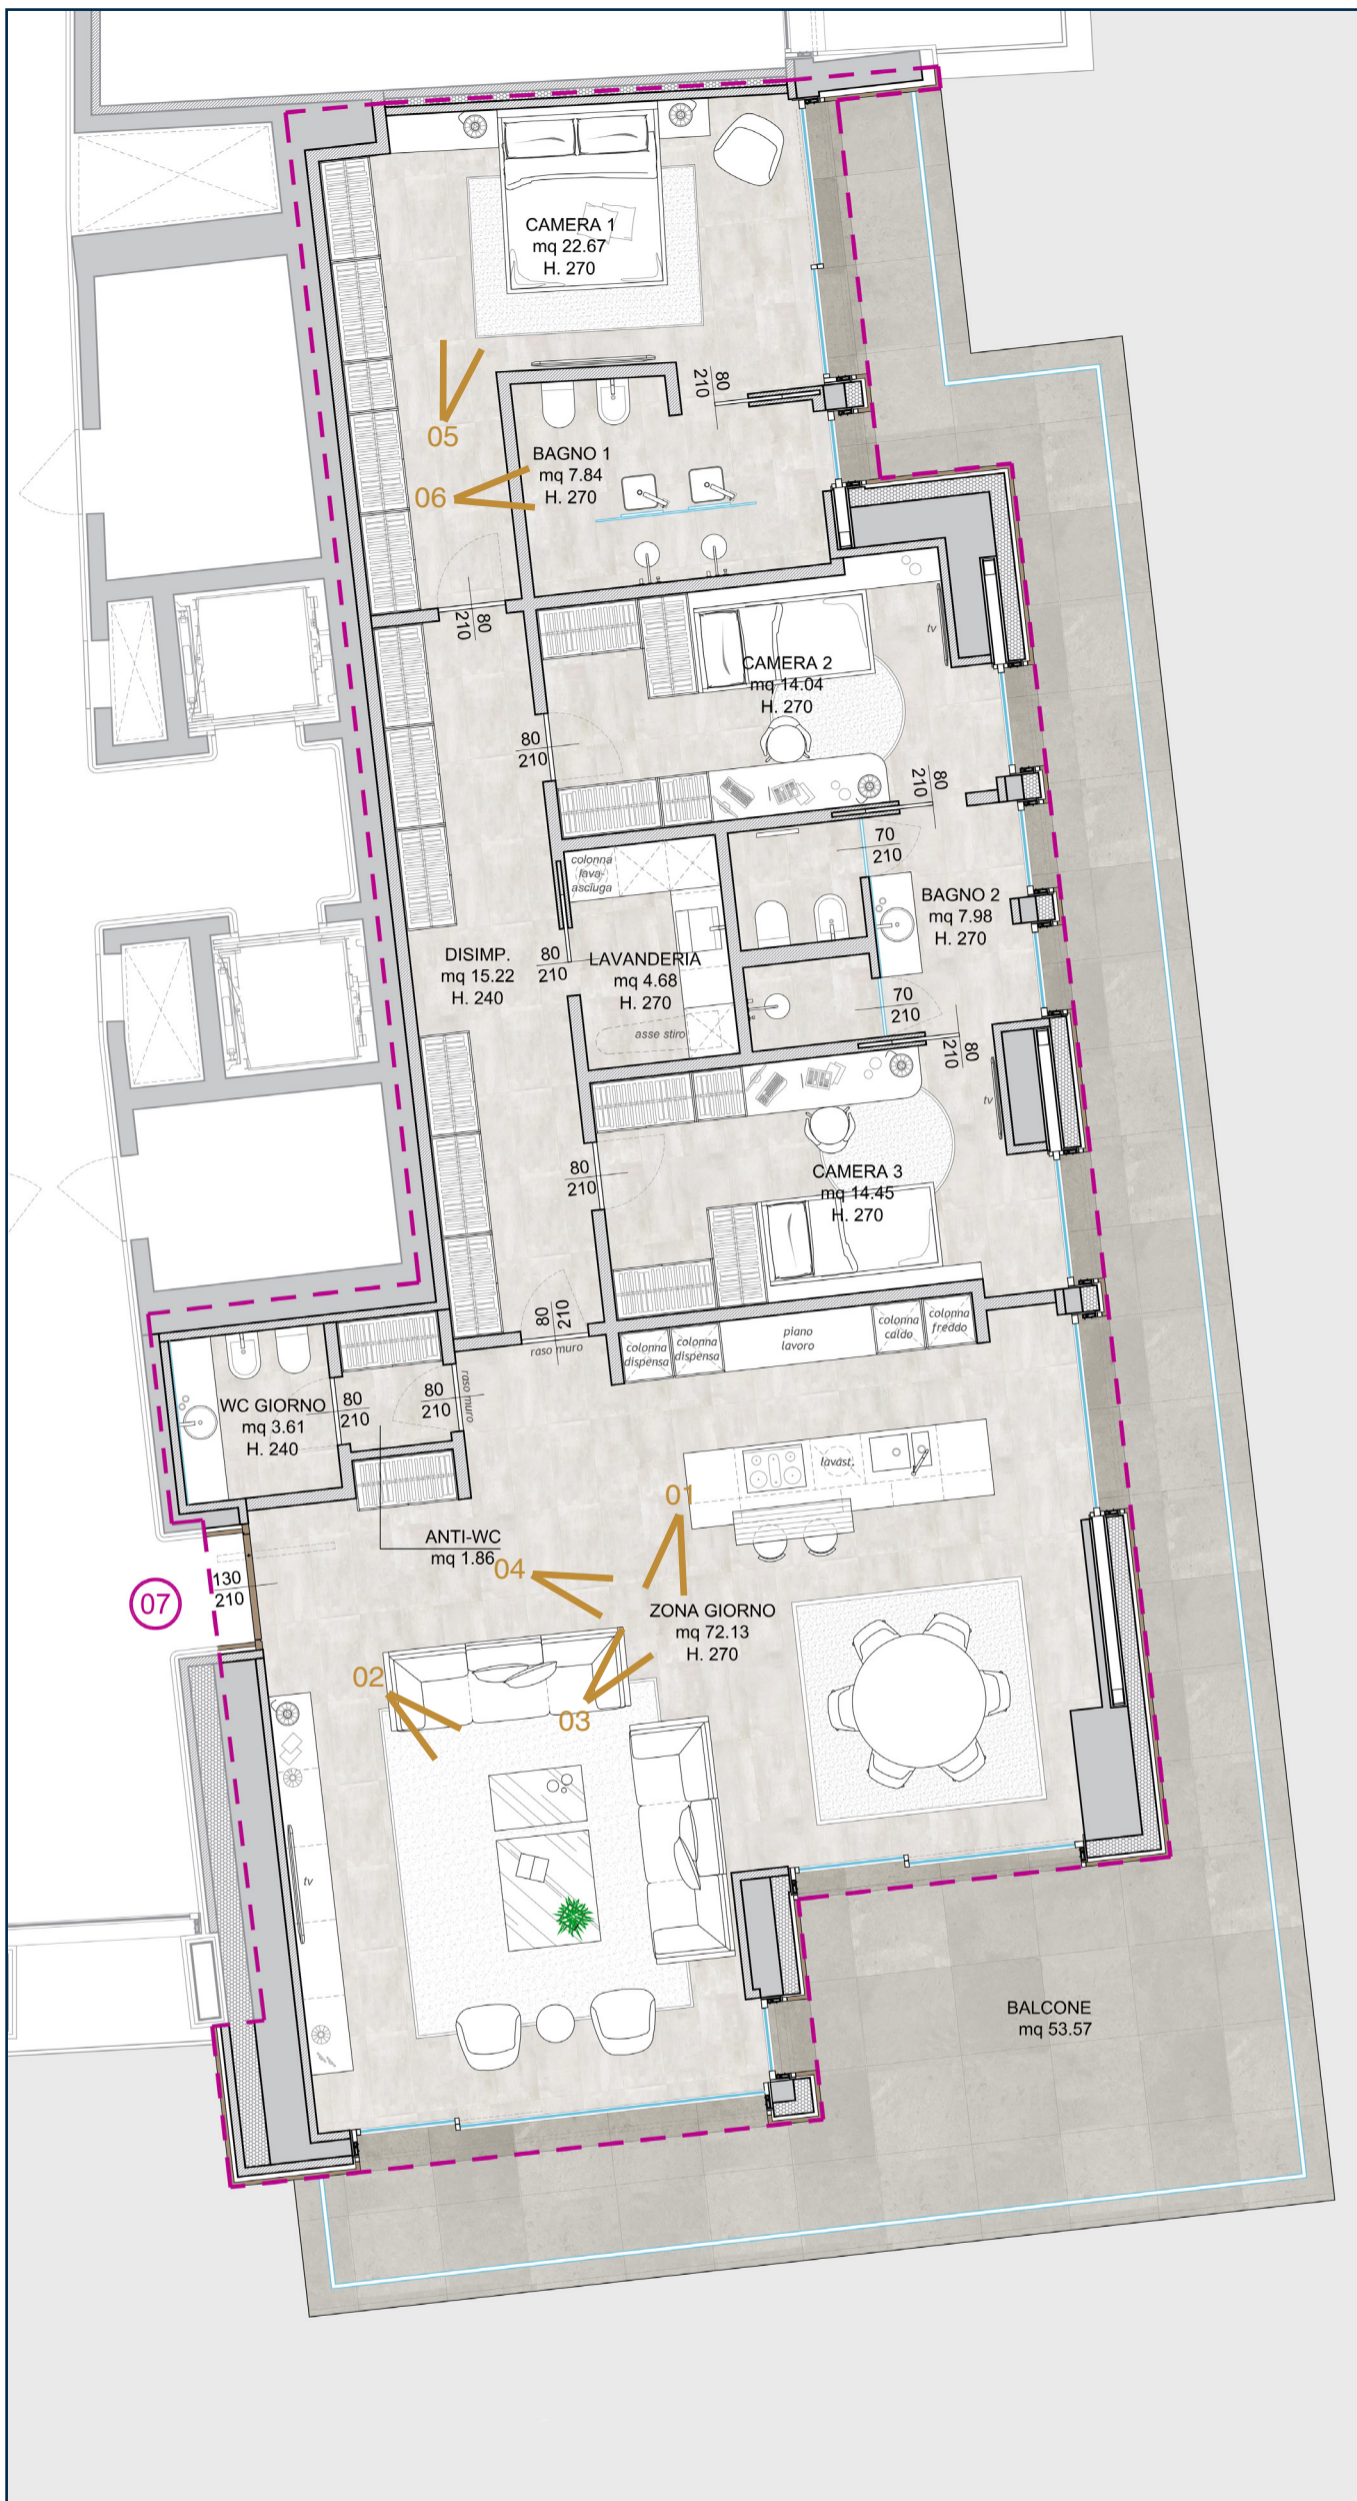 CAMERA 1
mq 22.67
H. 270
80
210
05
BAGNO 1
mq 7.84
H. 270
06
80
210
tv
CAMERA 2
mq 14.04
H. 270
80
210
80
210
70
210
colonna
lava-
asciuga
BAGNO 2
mq 7.98
H. 270
DISIMP.
mq 15.22
H. 240
80
210
LAVANDERIA
mq 4.68
H. 270
asse stiro
70
210
80
210
tv
80
210
CAMERA 3
mq 14.45
H. 270
80
210
raso muro
colonna
dispensa
colonna
dispensa
piano
lavoro
colonna
caldo
colonna
freddo
WC GIORNO
mq 3.61
H. 240
80
210
80
210
raso muro
lavast.
01
ANTI-WC
mq 1.86
04
130
210
07
ZONA GIORNO
mq 72.13
H. 270
02
03
tv
BALCONE
mq 53.57